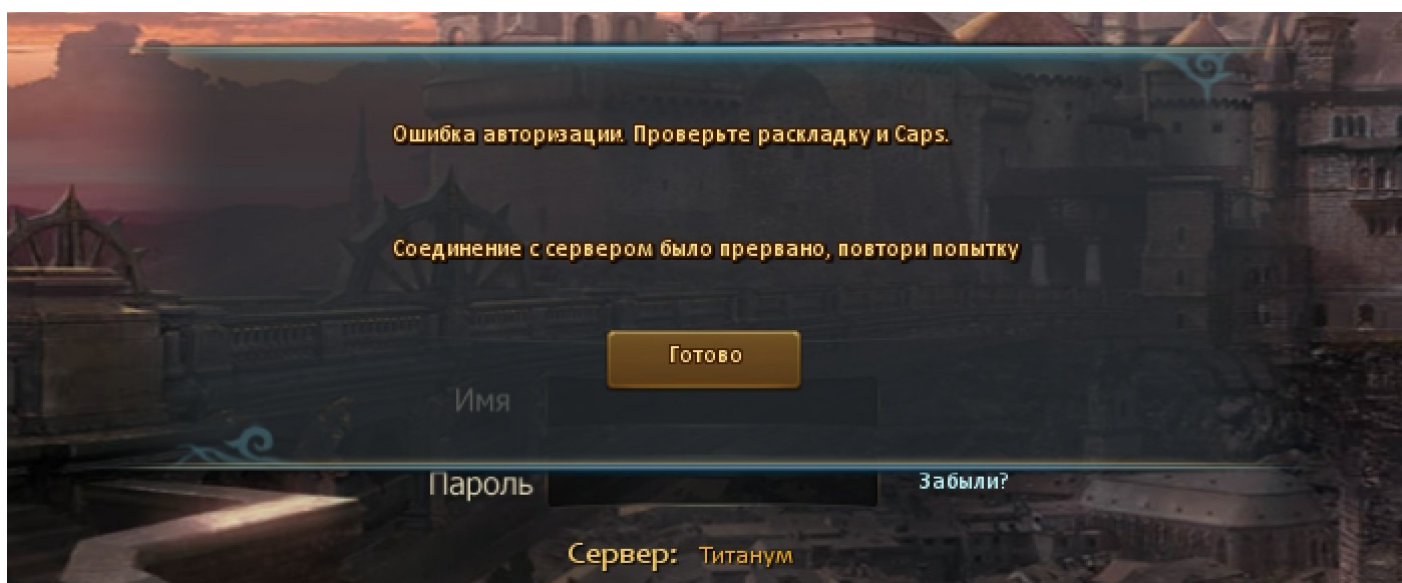 Ошибка авторизации. Проверьте раскладку и Caps.
Соединение с сервером было прервано, повтори попытку
Готово
Имя
Пароль
Забыли?
Сервер: Титанум